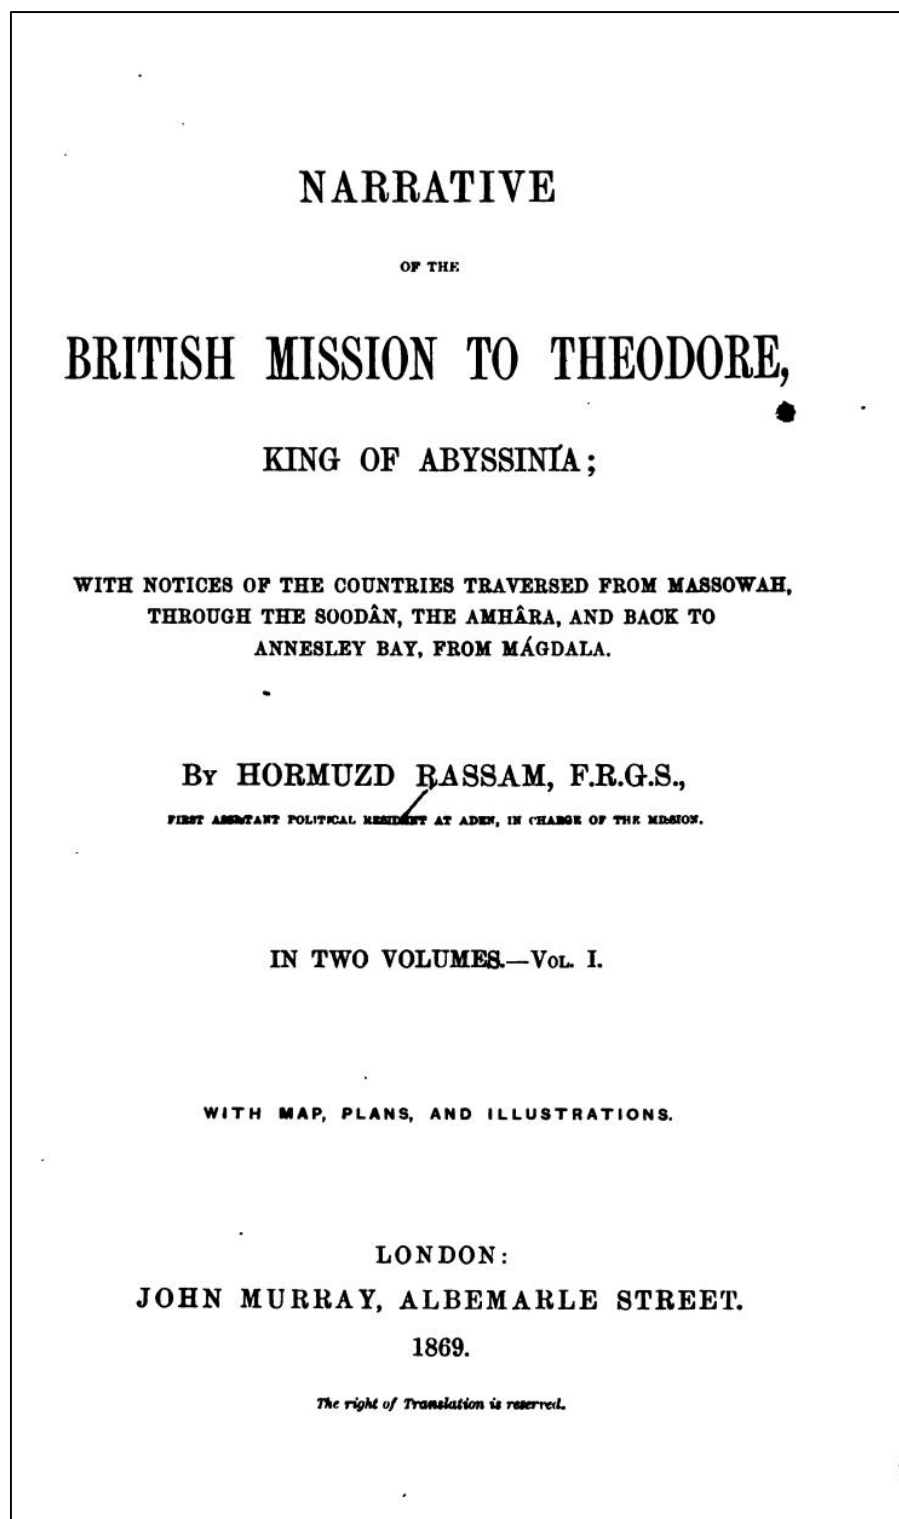 NARRATIVE
OF THE
BRITISH MISSION TO THEODORE,
KING OF ABYSSINIA;
WITH NOTICES OF THE COUNTRIES TRAVERSED FROM MASSOWAH,
THROUGH THE SOODÂN, THE AMHÂRA, AND BACK TO
ANNESLEY BAY, FROM MÁGDALA.
BY HORMUZD RASSAM, F.R.G.S.,
FIRST ASSISTANT POLITICAL RESIDENT AT ADEN, IN CHARGE OF THE MISSION.
IN TWO VOLUMES.—VOL. I.
WITH MAP, PLANS, AND ILLUSTRATIONS.
LONDON:
JOHN MURRAY, ALBEMARLE STREET.
1869.
The right of Translation is reserved.